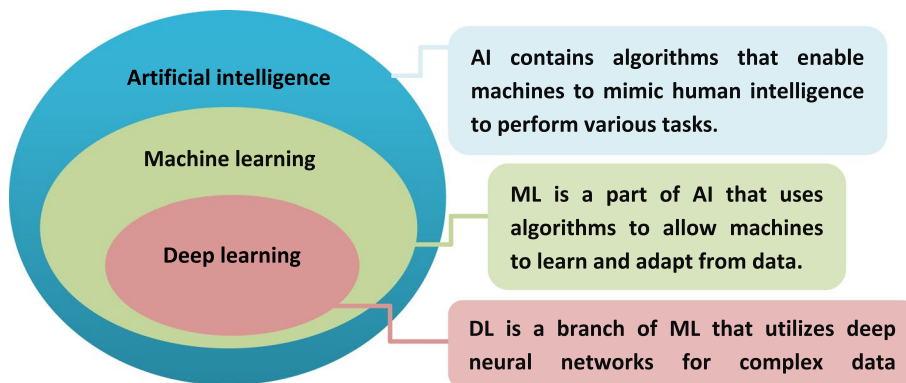 Artificial intelligence
Machine learning
Deep learning
AI contains algorithms that enable
machines to mimic human intelligence
to perform various tasks.
ML is a part of AI that uses
algorithms to allow machines
to learn and adapt from data.
DL is a branch of ML that utilizes deep
neural networks for complex data